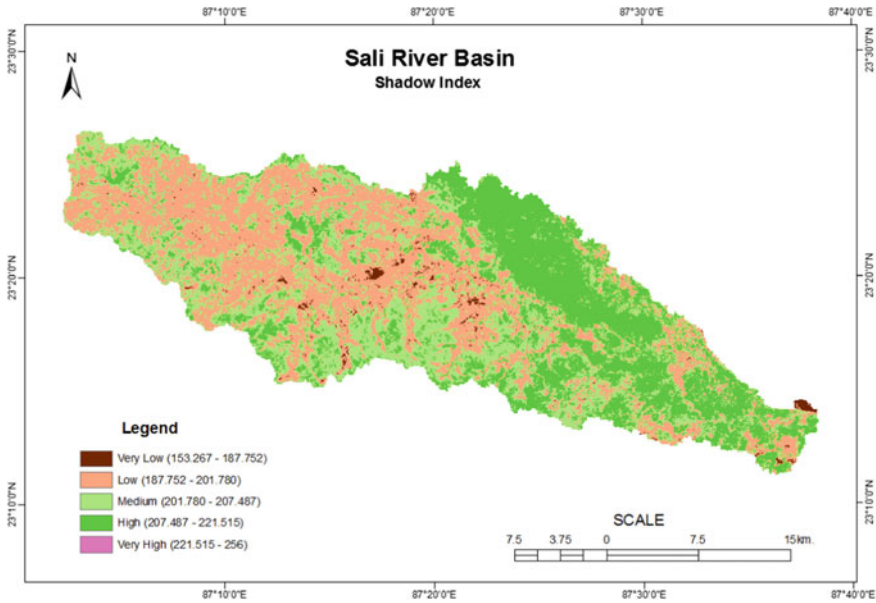 87°10'0"E 87°20'0"E 87°30'0"E 87°40'0"E
Sali River Basin
Shadow Index
N
23°30'0"N 23°30'0"N
23°20'0"N 23°20'0"N
23°10'0"N 23°10'0"N
Legend
Very Low (153.267 - 187.752)
Low (187.752 - 201.780)
Medium (201.780 - 207.487)
High (207.487 - 221.515)
Very High (221.515 - 256)
SCALE
7.5 3.75 0 7.5 15km.
87°10'0"E 87°20'0"E 87°30'0"E 87°40'0"E